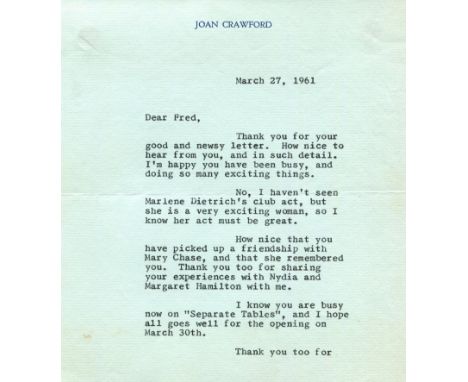 JOAN CRAWFORD
March 27, 1961
Dear Fred,
Thank you for your
good and newsy letter. How nice to
hear from you, and in such detail.
I'm happy you have been busy, and
doing so many exciting things.
No, I haven't seen
Marlene Dietrich's club act, but
she is a very exciting woman, so I
know her act must be great.
How nice that you
have picked up a friendship with
Mary Chase, and that she remembered
you. Thank you too for sharing
your experiences with Nydia and
Margaret Hamilton with me.
I know you are busy
now on "Separate Tables", and I hope
all goes well for the opening on
March 30th.
Thank you too for